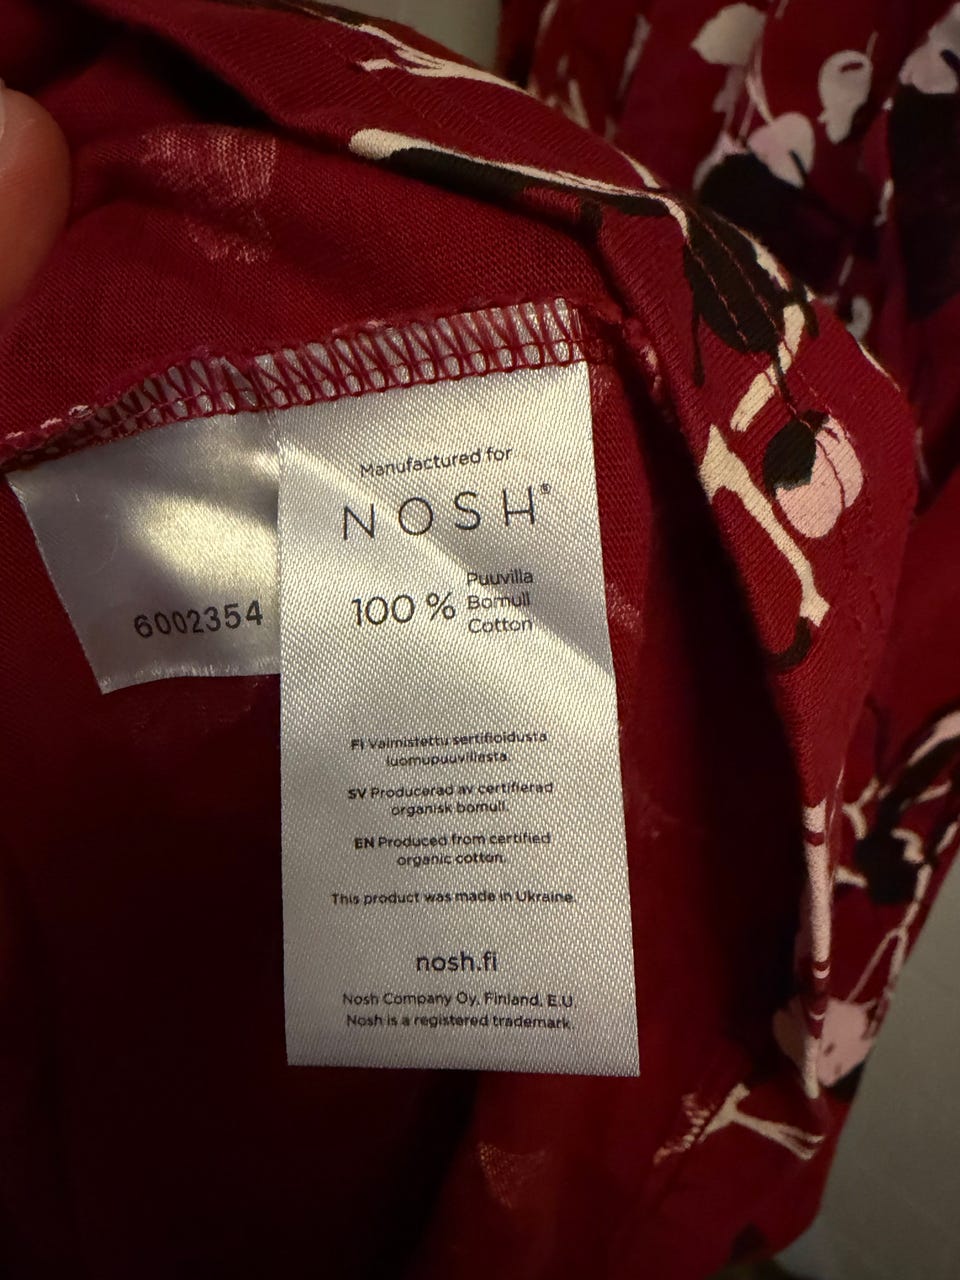 Manufactured for
NOSH®
100 % Puuvilla
Bomull
Cotton
6002354
FI Valmistettu sertifioidusta
luomupuuvillasta.
SV Producerad av certifierad
organisk bomull.
EN Produced from certified
organic cotton.
This product was made in Ukraine.
nosh.fi
Nosh Company Oy, Finland, E.U.
Nosh is a registered trademark.